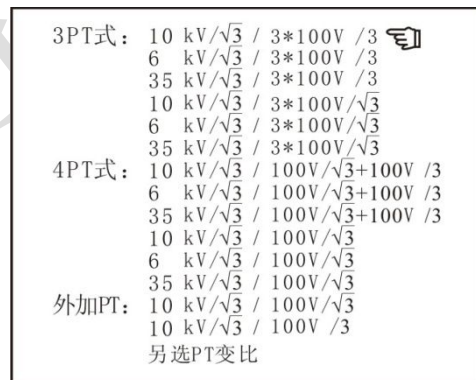 3PT式: 10 kV/√3 / 3*100V /3
6 kV/√3 / 3*100V /3
35 kV/√3 / 3*100V /3
10 kV/√3 / 3*100V/√3
6 kV/√3 / 3*100V/√3
35 kV/√3 / 3*100V/√3
4PT式: 10 kV/√3 / 100V/√3+100V /3
6 kV/√3 / 100V/√3+100V /3
35 kV/√3 / 100V/√3+100V /3
10 kV/√3 / 100V/√3
6 kV/√3 / 100V/√3
35 kV/√3 / 100V/√3
外加PT: 10 kV/√3 / 100V/√3
10 kV/√3 / 100V /3
另选PT变比